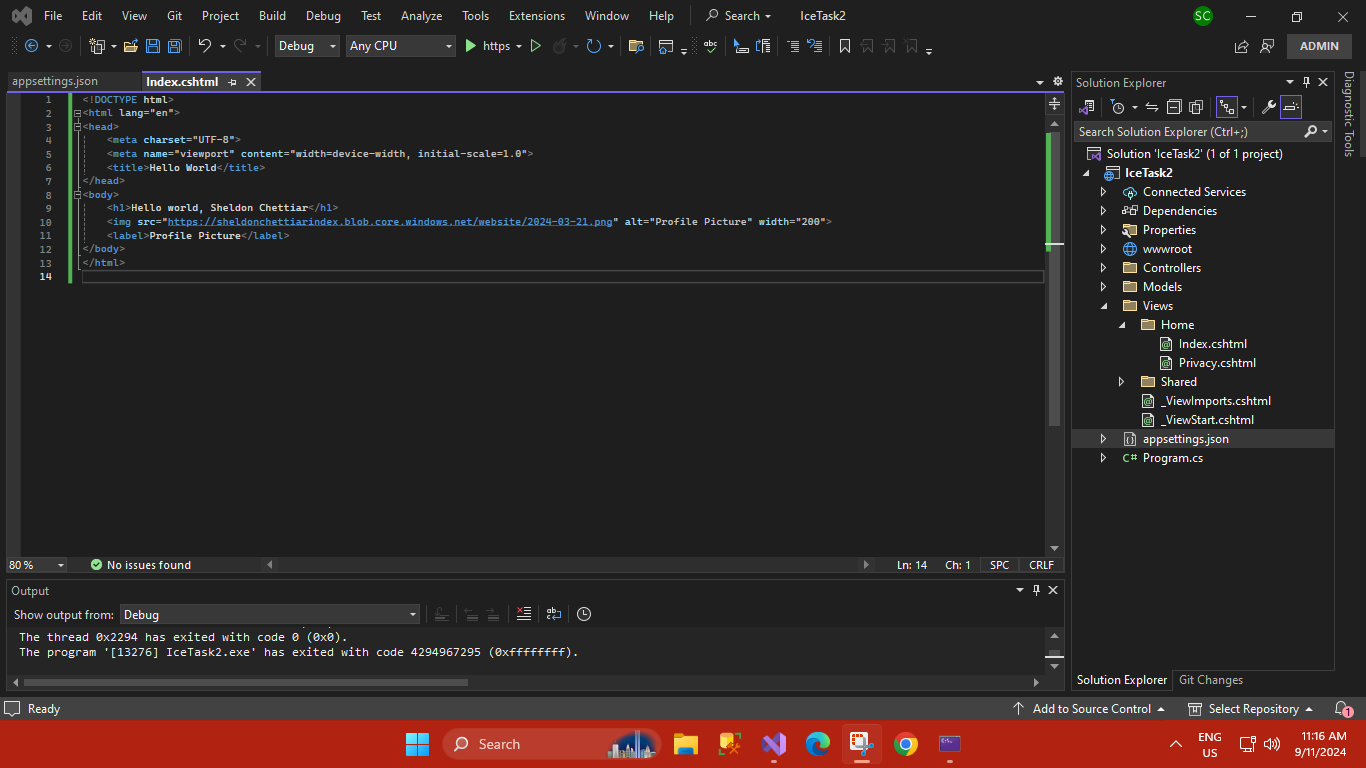 File Edit View Git Project Build Debug Test Analyze Tools Extensions Window Help Search IceTask2 SC
Debug Any CPU https ADMIN
appsettings.json Index.cshtml
1 <!DOCTYPE html>
2 <html lang="en">
3 <head>
4 <meta charset="UTF-8">
5 <meta name="viewport" content="width=device-width, initial-scale=1.0">
6 <title>Hello World</title>
7 </head>
8 <body>
9 <h1>Hello world, Sheldon Chettiar</h1>
10 <img src="https://sheldonchettiarindex.blob.core.windows.net/website/2024-03-21.png" alt="Profile Picture" width="200">
11 <label>Profile Picture</label>
12 </body>
13 </html>
14
80 % No issues found Ln: 14 Ch: 1 SPC CRLF
Output
Show output from: Debug
The thread 0x2294 has exited with code 0 (0x0).
The program '[13276] IceTask2.exe' has exited with code 4294967295 (0xffffffff).
Solution Explorer
Search Solution Explorer (Ctrl+;)
Solution 'IceTask2' (1 of 1 project)
IceTask2
Connected Services
Dependencies
Properties
wwwroot
Controllers
Models
Views
Home
Index.cshtml
Privacy.cshtml
Shared
_ViewImports.cshtml
_ViewStart.cshtml
appsettings.json
C# Program.cs
Solution Explorer Git Changes
Diagnostic Tools
Ready Add to Source Control Select Repository 1
Search
ENG
US
11:16 AM
9/11/2024